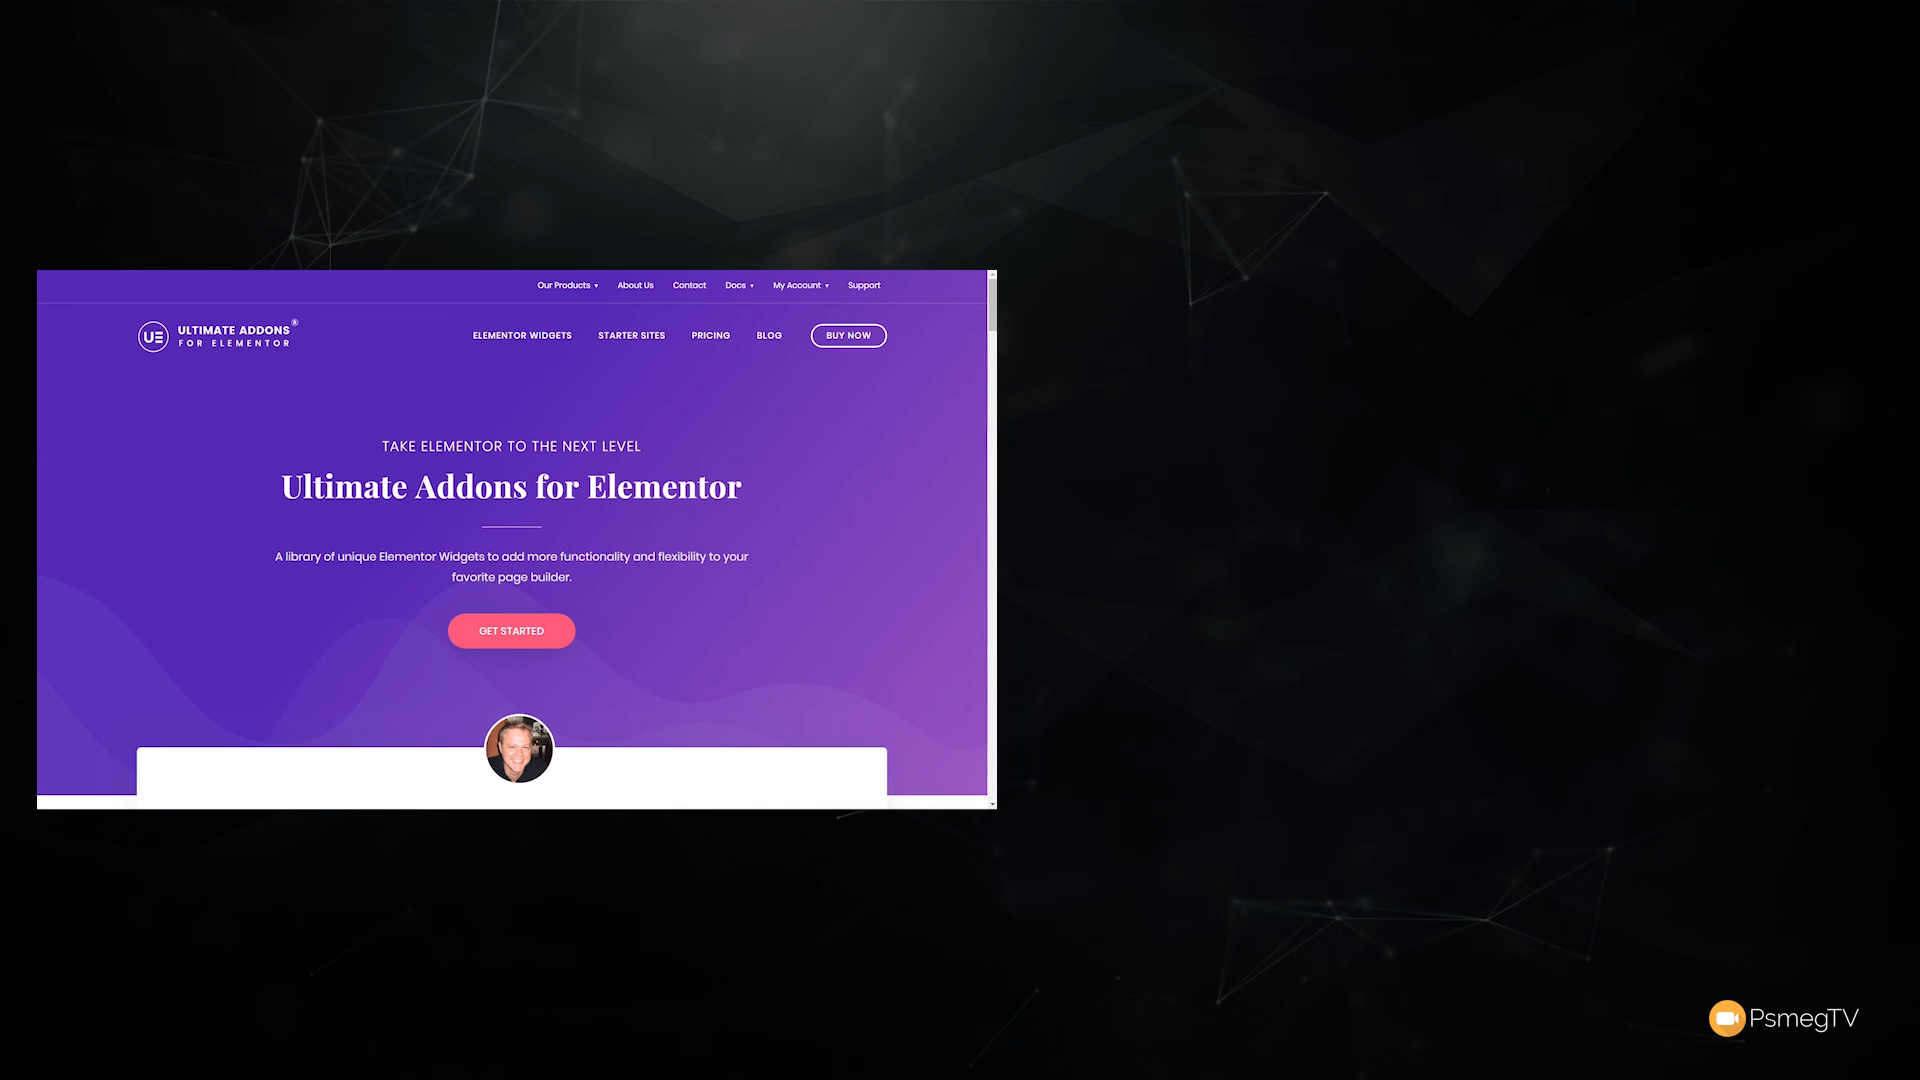 Our Products About Us Contact Docs My Account Support
UE ULTIMATE ADDONS ®
FOR ELEMENTOR
ELEMENTOR WIDGETS STARTER SITES PRICING BLOG BUY NOW
TAKE ELEMENTOR TO THE NEXT LEVEL
Ultimate Addons for Elementor
A library of unique Elementor Widgets to add more functionality and flexibility to your
favorite page builder.
GET STARTED
PsmegTV